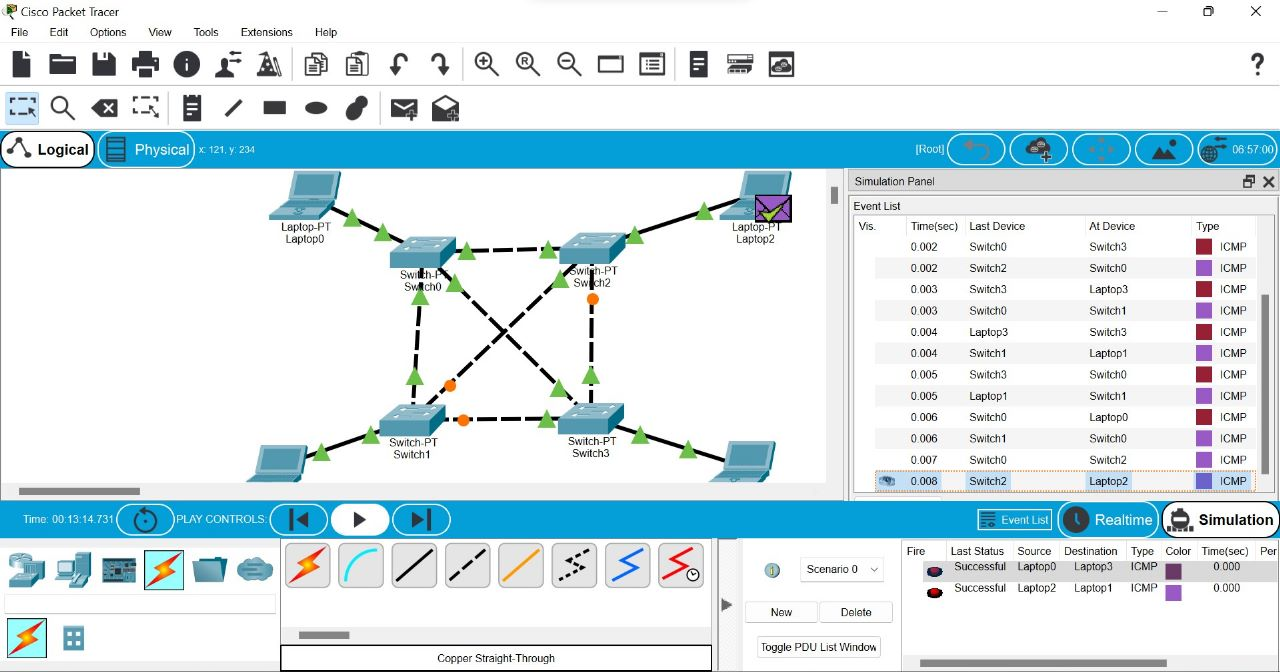 Cisco Packet Tracer
File Edit Options View Tools Extensions Help
Logical Physical x: 121, y: 234 [Root] 06:57:00
Laptop-PT
Laptop0
Laptop-PT
Laptop2
Switch-PT
Switch0
Switch-PT
Switch2
Switch-PT
Switch1
Switch-PT
Switch3
Simulation Panel
Event List
Vis. Time(sec) Last Device At Device Type
0.002 Switch0 Switch3 ICMP
0.002 Switch2 Switch0 ICMP
0.003 Switch3 Laptop3 ICMP
0.003 Switch0 Switch1 ICMP
0.004 Laptop3 Switch3 ICMP
0.004 Switch1 Laptop1 ICMP
0.005 Switch3 Switch0 ICMP
0.005 Laptop1 Switch1 ICMP
0.006 Switch0 Laptop0 ICMP
0.006 Switch1 Switch0 ICMP
0.007 Switch0 Switch2 ICMP
0.008 Switch2 Laptop2 ICMP
Time: 00:13:14.731 PLAY CONTROLS: Event List Realtime Simulation
Copper Straight-Through
Scenario 0
New Delete
Toggle PDU List Window
Fire Last Status Source Destination Type Color Time(sec) Per
Successful Laptop0 Laptop3 ICMP 0.000
Successful Laptop2 Laptop1 ICMP 0.000